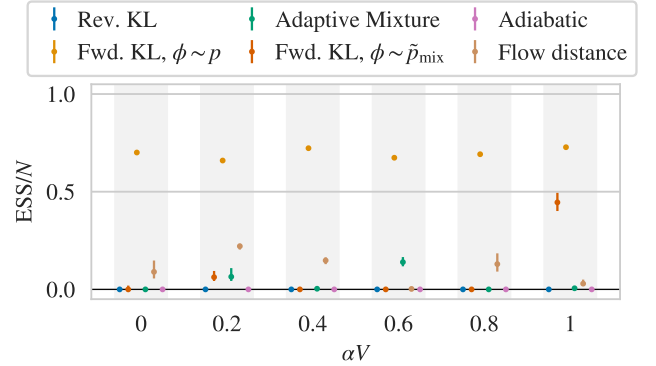 Rev. KL
Adaptive Mixture
Adiabatic
Fwd. KL, ϕ ∼ p
Fwd. KL, ϕ ∼ p̃mix
Flow distance
ESS/N
1.0
0.5
0.0
0 0.2 0.4 0.6 0.8 1
αV